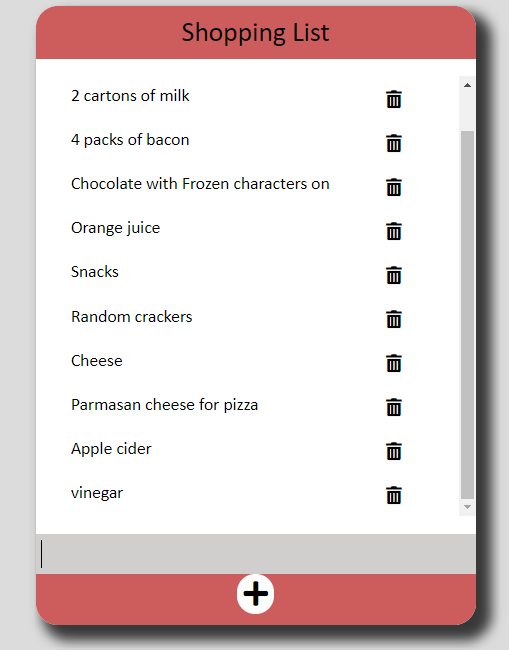 Shopping List
2 cartons of milk
4 packs of bacon
Chocolate with Frozen characters on
Orange juice
Snacks
Random crackers
Cheese
Parmasan cheese for pizza
Apple cider
vinegar